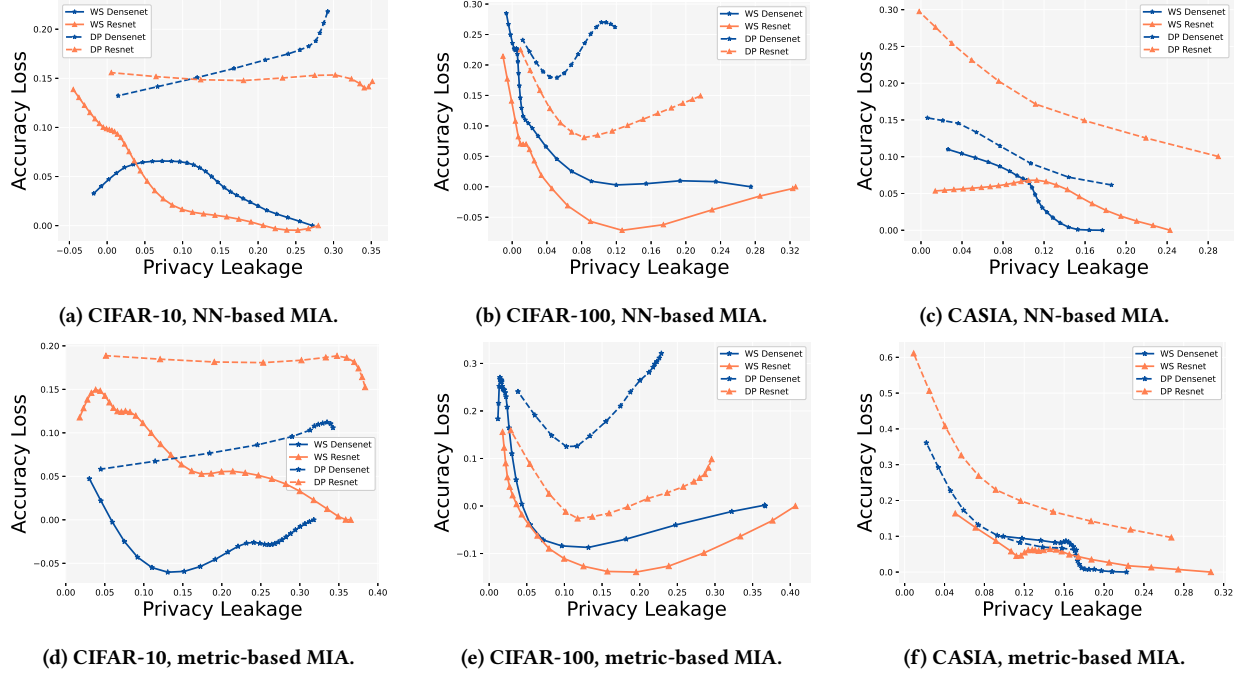 WS Densenet
WS Resnet
DP Densenet
DP Resnet
0.20
0.15
0.10
0.05
0.00
Accuracy Loss
−0.05 0.00 0.05 0.10 0.15 0.20 0.25 0.30 0.35
Privacy Leakage
(a) CIFAR-10, NN-based MIA.
WS Densenet
WS Resnet
DP Densenet
DP Resnet
0.30
0.25
0.20
0.15
0.10
0.05
0.00
−0.05
Accuracy Loss
0.00 0.04 0.08 0.12 0.16 0.20 0.24 0.28 0.32
Privacy Leakage
(b) CIFAR-100, NN-based MIA.
WS Densenet
WS Resnet
DP Densenet
DP Resnet
0.30
0.25
0.20
0.15
0.10
0.05
0.00
Accuracy Loss
0.00 0.04 0.08 0.12 0.16 0.20 0.24 0.28
Privacy Leakage
(c) CASIA, NN-based MIA.
0.20
0.15
0.10
0.05
0.00
−0.05
Accuracy Loss
WS Densenet
WS Resnet
DP Densenet
DP Resnet
0.00 0.05 0.10 0.15 0.20 0.25 0.30 0.35 0.40
Privacy Leakage
(d) CIFAR-10, metric-based MIA.
WS Densenet
WS Resnet
DP Densenet
DP Resnet
0.3
0.2
0.1
0.0
−0.1
Accuracy Loss
0.00 0.05 0.10 0.15 0.20 0.25 0.30 0.35 0.40
Privacy Leakage
(e) CIFAR-100, metric-based MIA.
WS Densenet
WS Resnet
DP Densenet
DP Resnet
0.6
0.5
0.4
0.3
0.2
0.1
0.0
Accuracy Loss
0.00 0.04 0.08 0.12 0.16 0.20 0.24 0.28 0.32
Privacy Leakage
(f) CASIA, metric-based MIA.